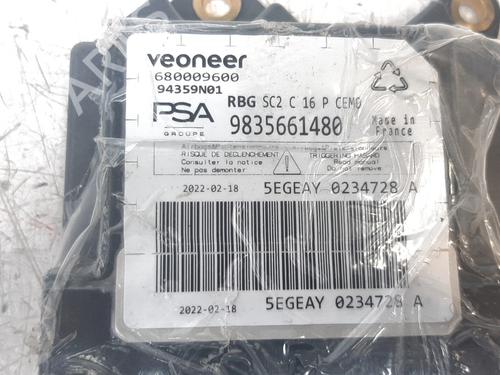 veoneer
680009600
94359N01
RBG SC2 C 16 P CEMO
PSA
GROUPE
9835661480
Made in
France
RISQUE DE DECLENCHEMENT
Consulter la notice
Ne pas demonter
TRIGGERING HAZARD
Read manual
Do not remove
2022-02-18
5EGEAY 0234728 A
2022-02-18
5EGEAY 0234728 A